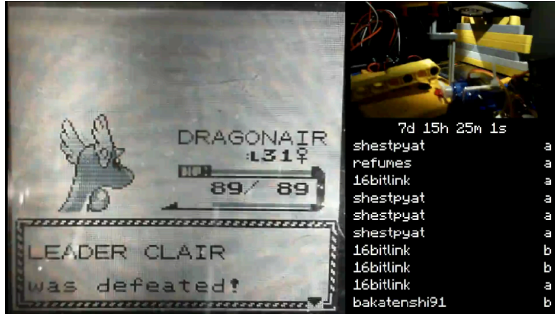 DRAGONAIR
:L31♀
HP
89/ 89
LEADER CLAIR
was defeated!
7d 15h 25m 1s
shestpyat a
refumes a
16bitlink a
shestpyat a
shestpyat a
shestpyat a
16bitlink b
16bitlink b
16bitlink a
bakatenshi91 b